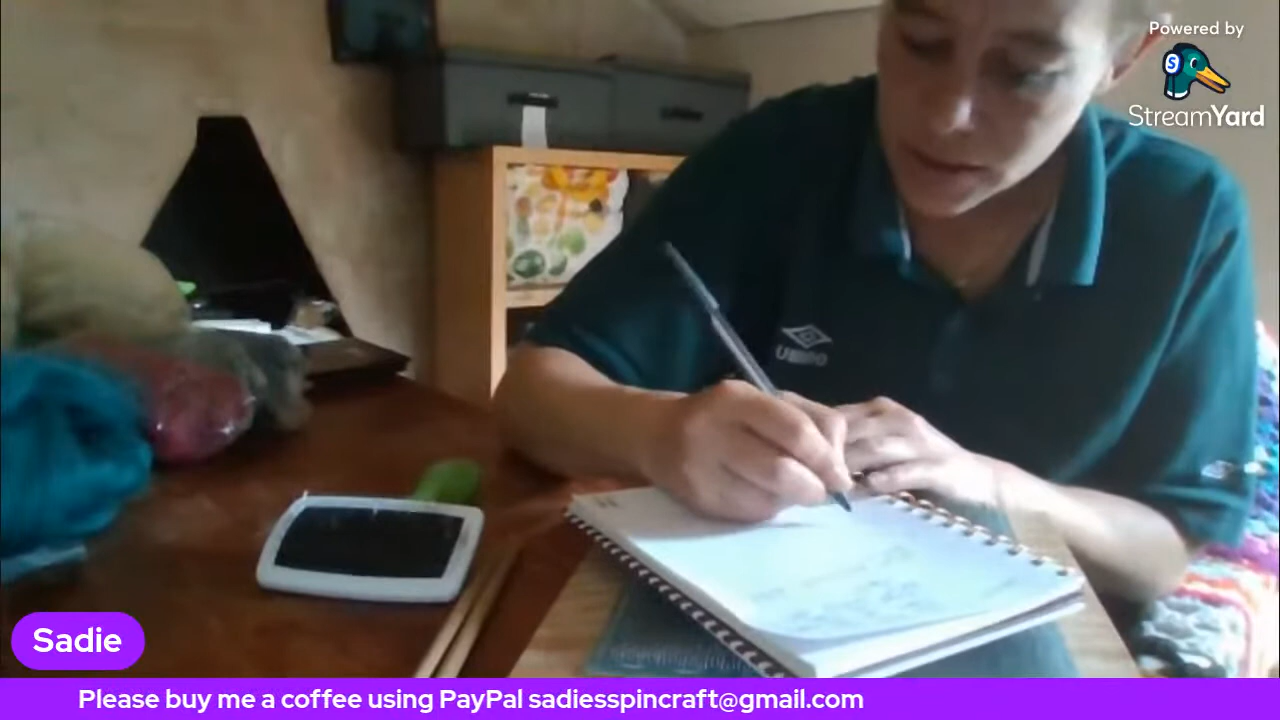 Powered by
StreamYard
UMBRO
Sadie
Please buy me a coffee using PayPal sadiesspincraft@gmail.com